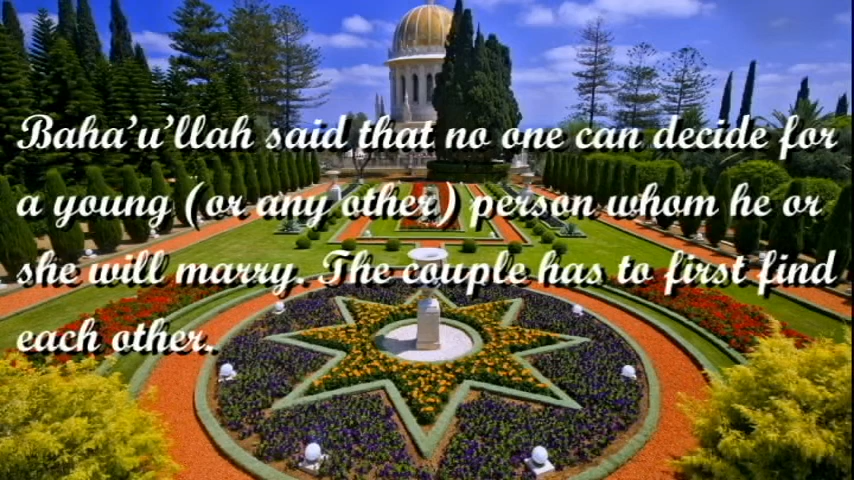 Baha'u'llah said that no one can decide for
a young (or any other) person whom he or
she will marry. The couple has to first find
each other.